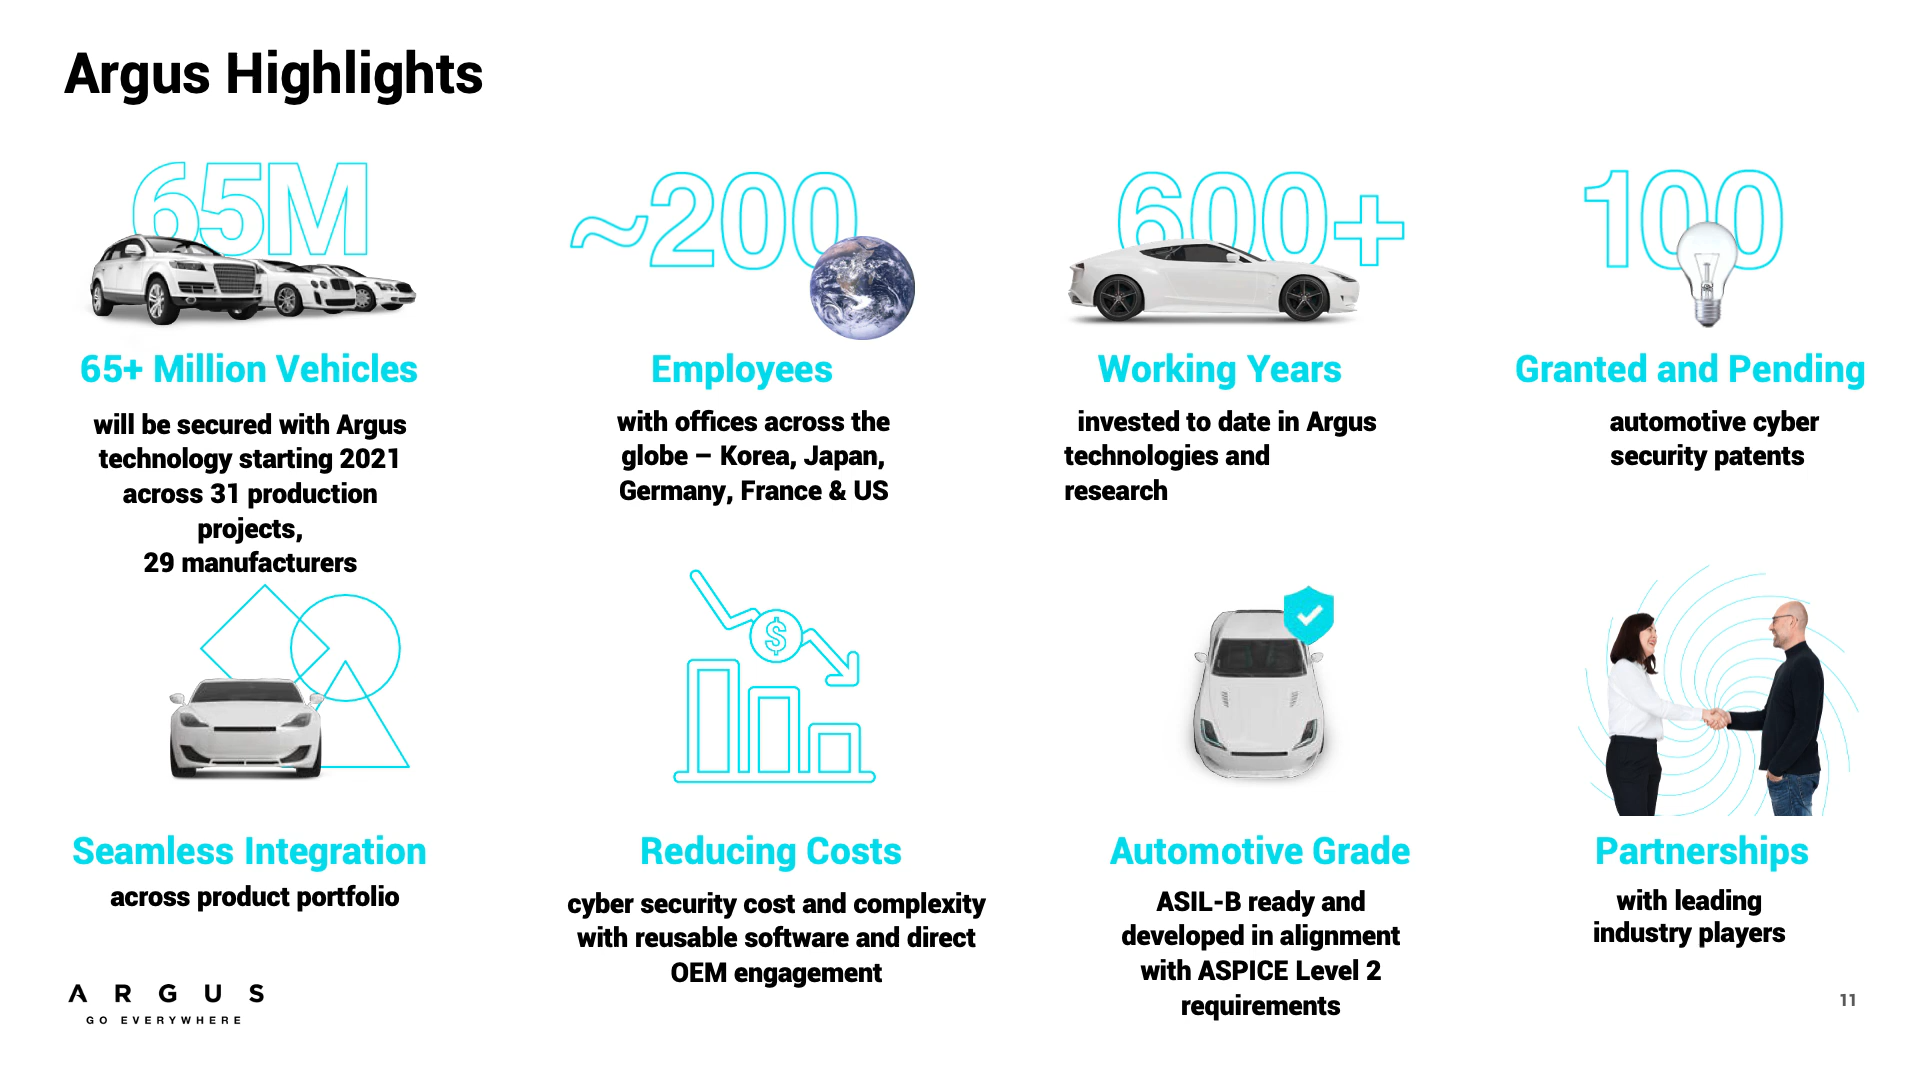 Argus Highlights
65M
65+ Million Vehicles
will be secured with Argus
technology starting 2021
across 31 production
projects,
29 manufacturers
~200
Employees
with offices across the
globe – Korea, Japan,
Germany, France & US
600+
Working Years
invested to date in Argus
technologies and
research
100
Granted and Pending
automotive cyber
security patents
Seamless Integration
across product portfolio
$
Reducing Costs
cyber security cost and complexity
with reusable software and direct
OEM engagement
Automotive Grade
ASIL-B ready and
developed in alignment
with ASPICE Level 2
requirements
Partnerships
with leading
industry players
ARGUS
GO EVERYWHERE
11